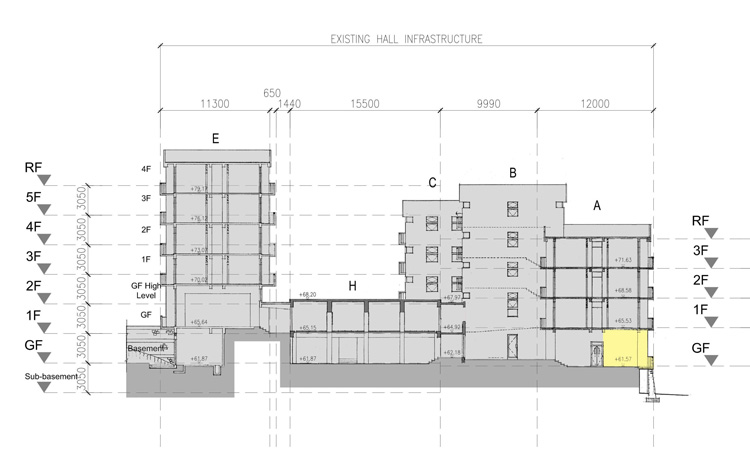 EXISTING HALL INFRASTRUCTURE
11300
650
1440
15500
9990
12000
E
C
B
A
H
RF
5F
4F
3F
2F
1F
GF
Sub-basement
3050
3050
3050
3050
3050
3050
3050
4F
3F
2F
1F
GF High
Level
GF
Basement
+79.17
+76.12
+73.07
+70.02
+65.64
+61.87
+68.20
+65.15
+61.87
+67.97
+64.92
+62.18
+71.63
+68.58
+65.53
+61.57
RF
3F
2F
1F
GF